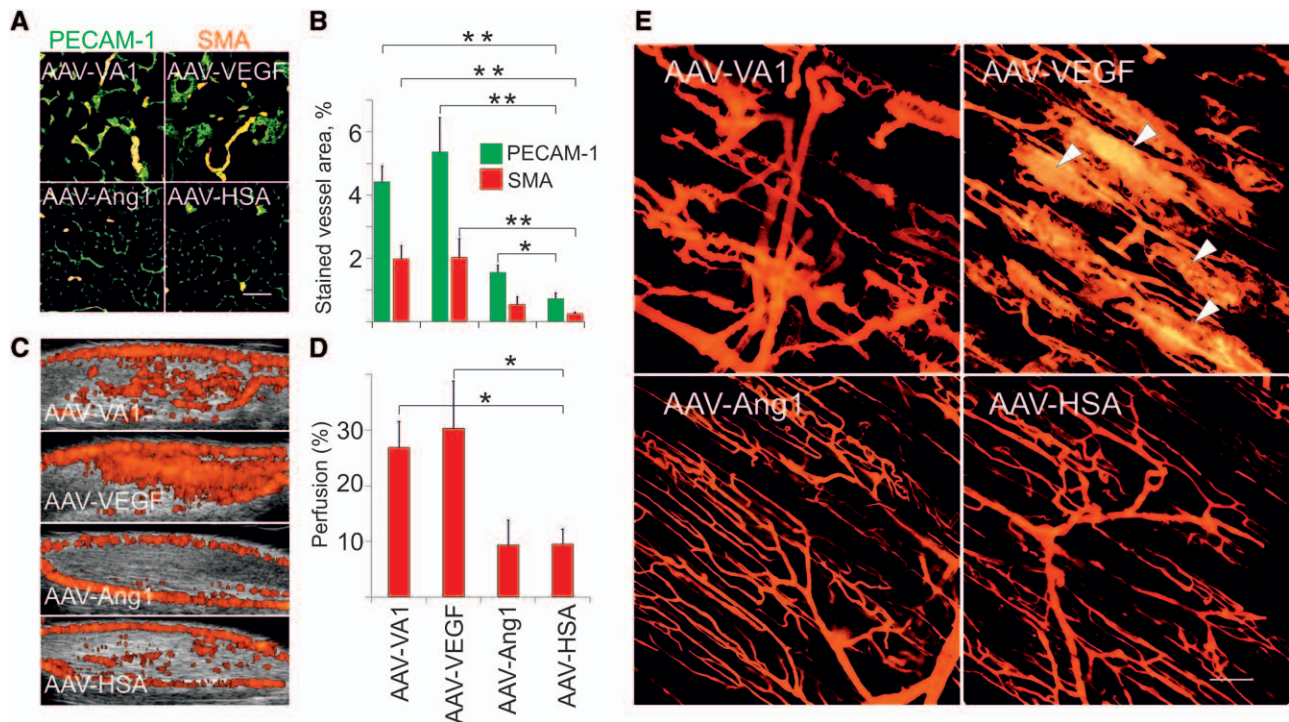 A
PECAM-1 SMA
AAV-VA1 AAV-VEGF
AAV-Ang1 AAV-HSA
B
**
**
**
**
*
Stained vessel area, %
6
4
2
PECAM-1
SMA
C
AAV-VA1
AAV-VEGF
AAV-Ang1
AAV-HSA
D
*
*
Perfusion (%)
30
20
10
AAV-VA1
AAV-VEGF
AAV-Ang1
AAV-HSA
E
AAV-VA1 AAV-VEGF
AAV-Ang1 AAV-HSA